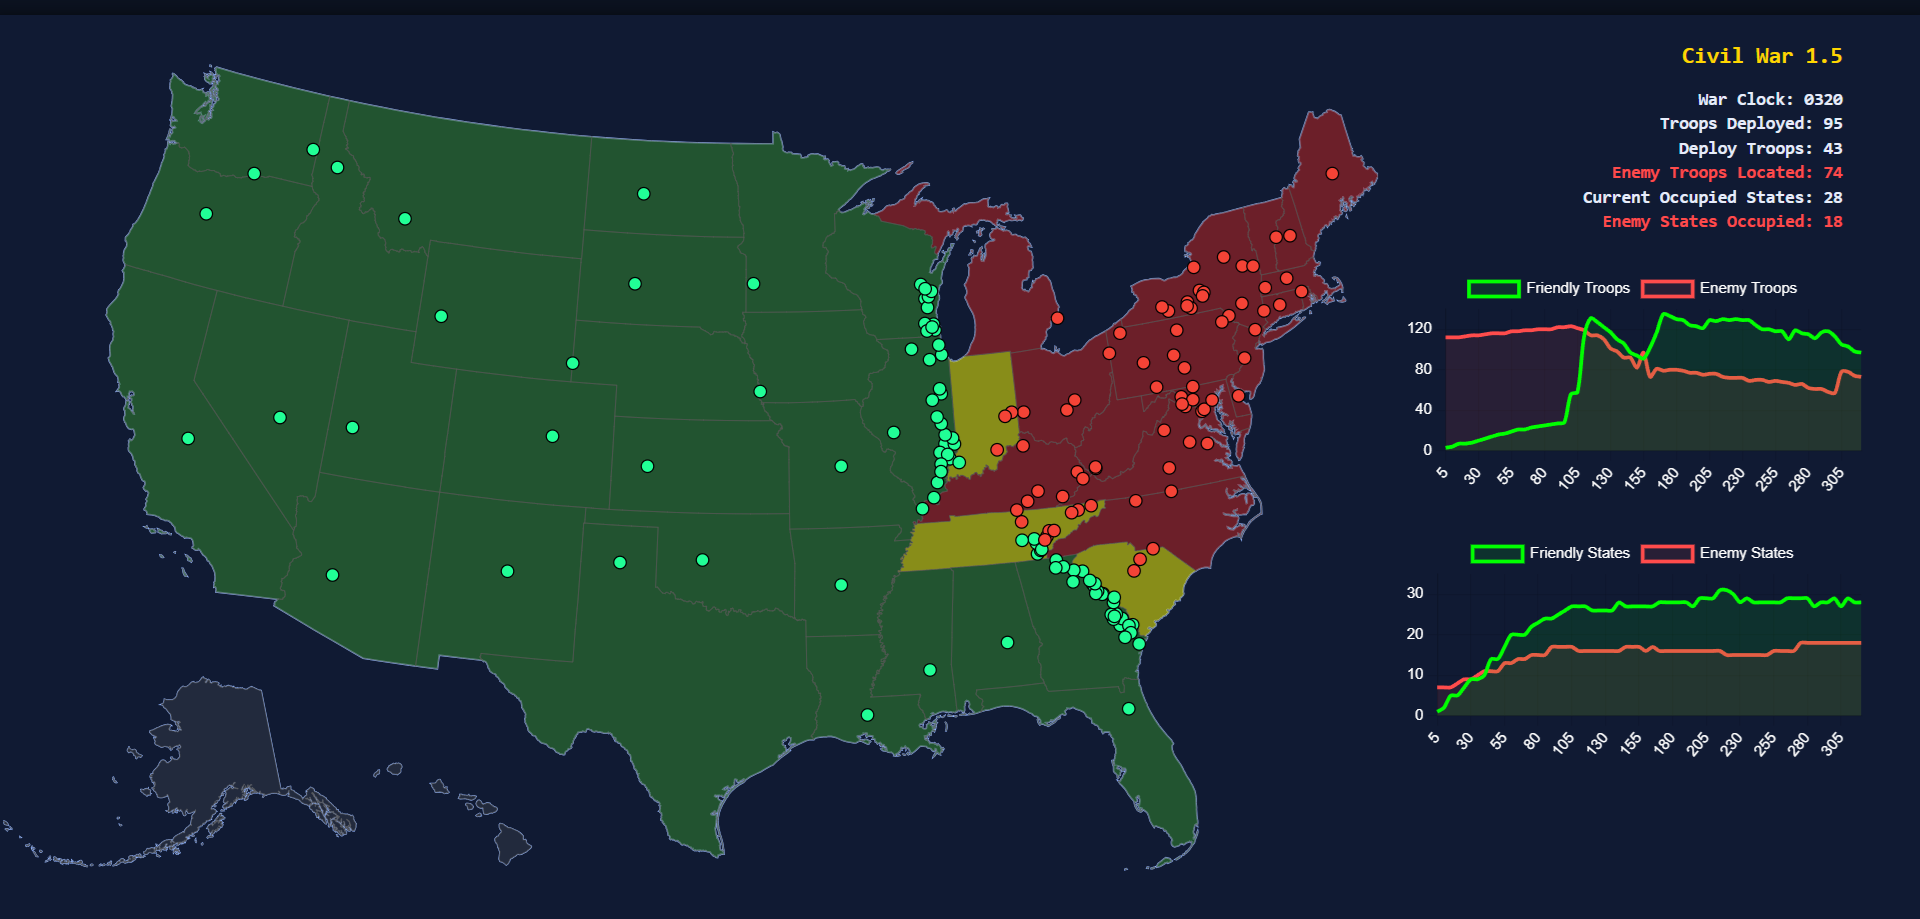 Civil War 1.5
War Clock: 0320
Troops Deployed: 95
Deploy Troops: 43
Enemy Troops Located: 74
Current Occupied States: 28
Enemy States Occupied: 18
Friendly Troops Enemy Troops
120
80
40
0
5 30 55 80 105 130 155 180 205 230 255 280 305
Friendly States Enemy States
30
20
10
0
5 30 55 80 105 130 155 180 205 230 255 280 305